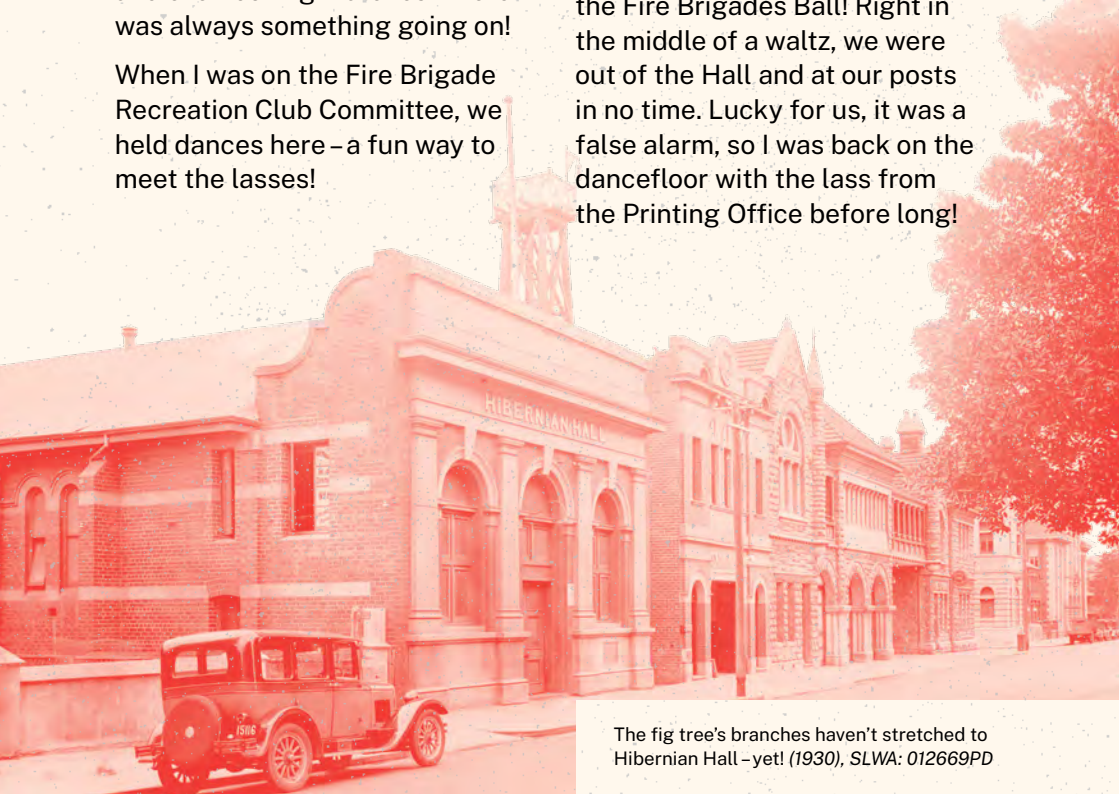 was always something going on!
When I was on the Fire Brigade
Recreation Club Committee, we
held dances here – a fun way to
meet the lasses!
the Fire Brigades Ball! Right in
the middle of a waltz, we were
out of the Hall and at our posts
in no time. Lucky for us, it was a
false alarm, so I was back on the
dancefloor with the lass from
the Printing Office before long!
HIBERNIAN HALL
15116
The fig tree’s branches haven’t stretched to
Hibernian Hall – yet! (1930), SLWA: 012669PD